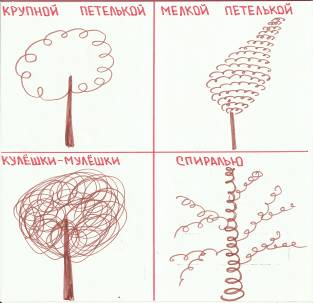 КРУПНОЙ ПЕТЕЛЬКОЙ
МЕЛКОЙ ПЕТЕЛЬКОЙ
КУЛЁШКИ-МУЛЁШКИ
СПИРАЛЬЮ